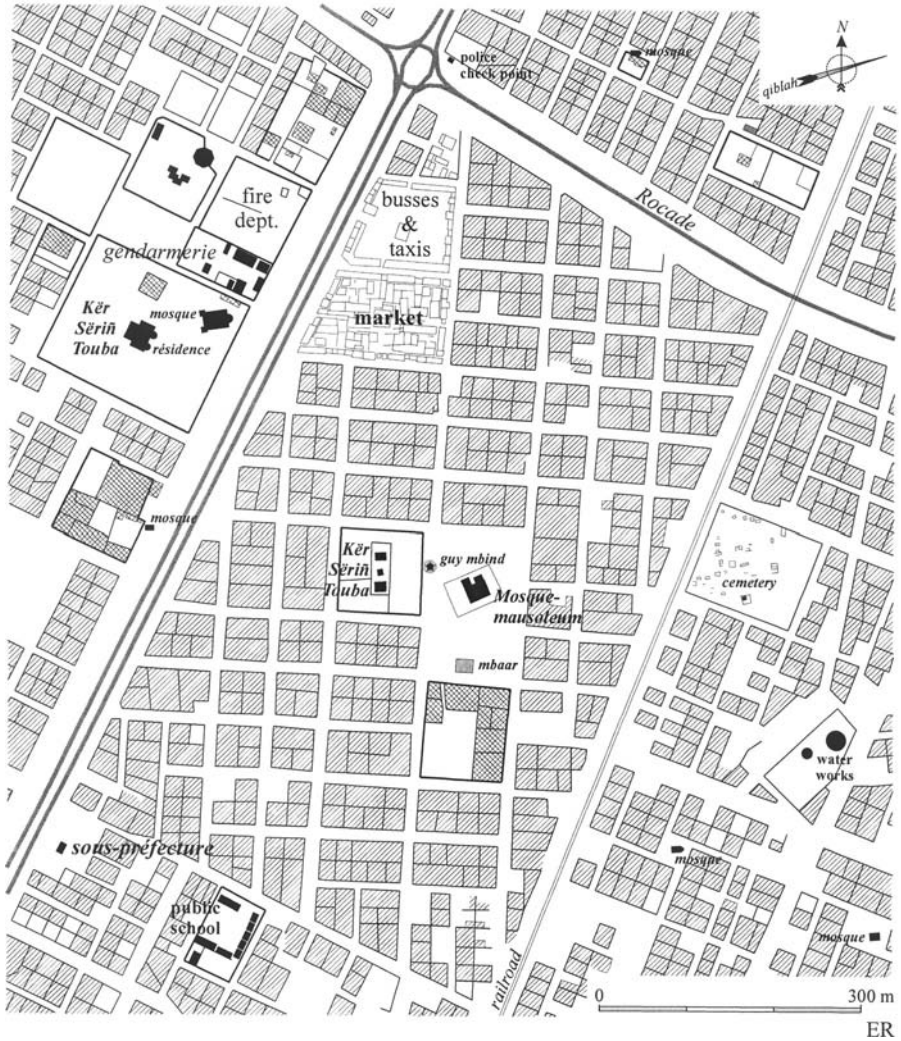 N
qiblah
police
check point
mosque
Rocade
fire
dept.
busses
&
taxis
gendarmerie
Kër
Sëriñ
Touba
mosque
résidence
market
mosque
Kër
Sëriñ
Touba
guy mbind
Mosque-
mausoleum
cemetery
mbaar
water
works
sous-préfecture
mosque
public
school
mosque
railroad
0
300 m
ER